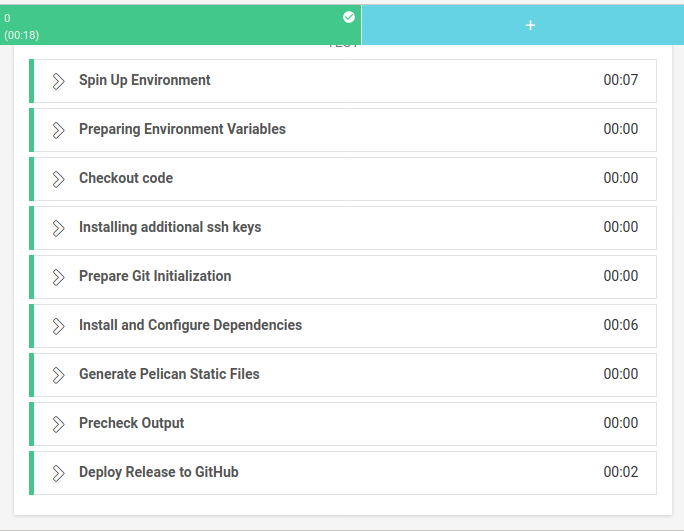 0
(00:18)
+
TEST
Spin Up Environment 00:07
Preparing Environment Variables 00:00
Checkout code 00:00
Installing additional ssh keys 00:00
Prepare Git Initialization 00:00
Install and Configure Dependencies 00:06
Generate Pelican Static Files 00:00
Precheck Output 00:00
Deploy Release to GitHub 00:02